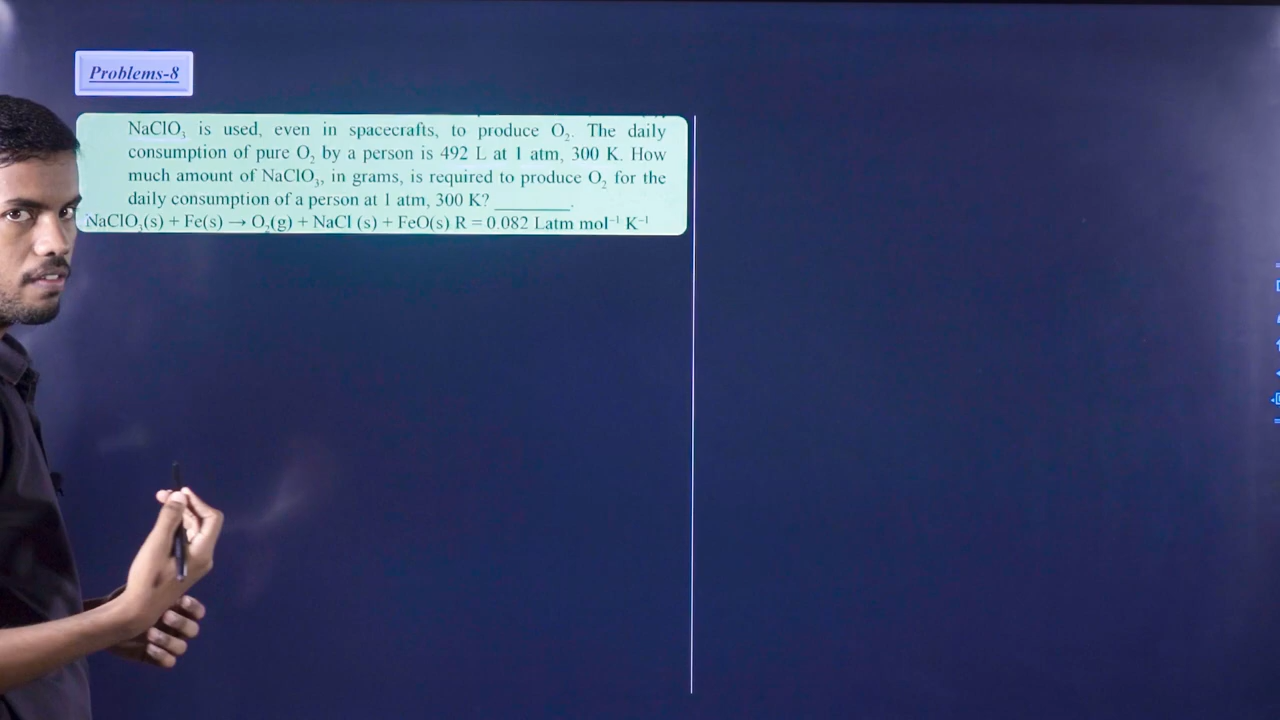 Problems-8
NaClO₃ is used, even in spacecrafts, to produce O₂. The daily
consumption of pure O₂ by a person is 492 L at 1 atm, 300 K. How
much amount of NaClO₃, in grams, is required to produce O₂ for the
daily consumption of a person at 1 atm, 300 K? ________.
NaClO₃(s) + Fe(s) → O₂(g) + NaCl (s) + FeO(s) R = 0.082 Latm mol⁻¹ K⁻¹